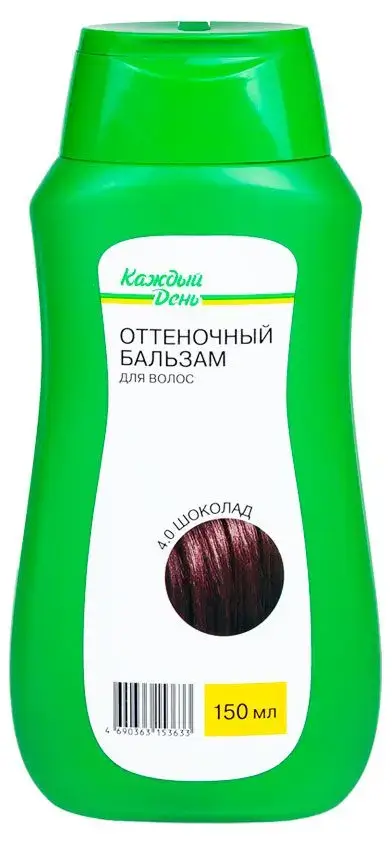 Каждый
День
ОТТЕНОЧНЫЙ
БАЛЬЗАМ
ДЛЯ ВОЛОС
4.0 ШОКОЛАД
150 МЛ
4 690363 153633